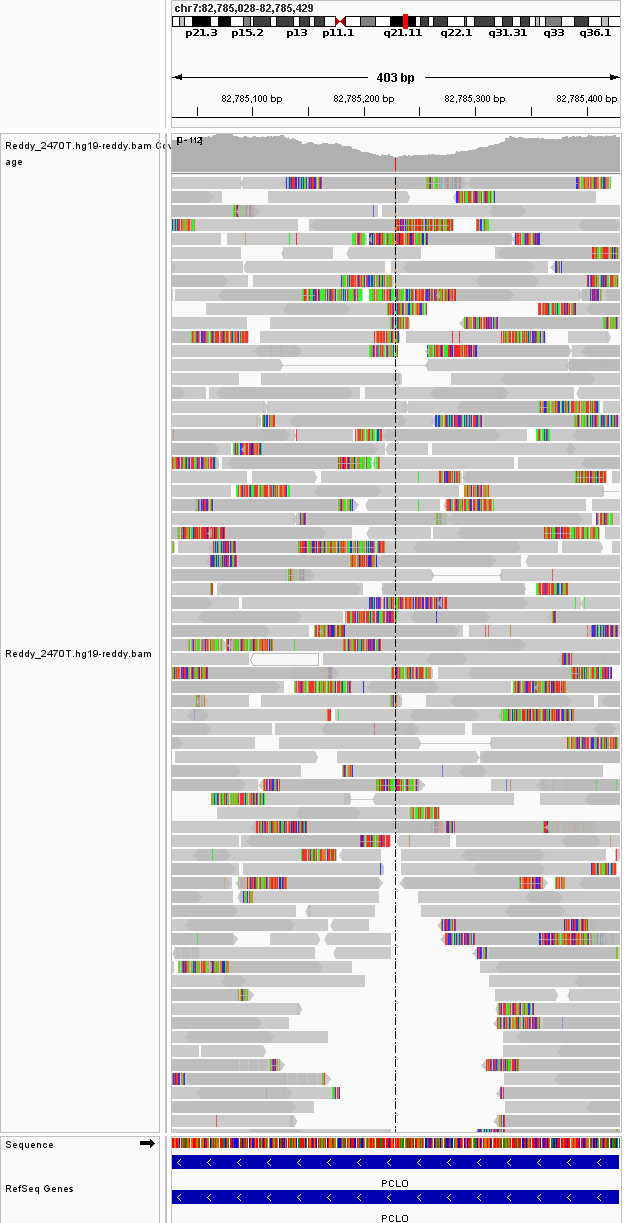 chr7:82,785,028-82,785,429
p21.3 p15.2 p13 p11.1 q21.11 q22.1 q31.31 q33 q36.1
403 bp
82,785,100 bp 82,785,200 bp 82,785,300 bp 82,785,400 bp
[0 - 112]
Reddy_2470T.hg19-reddy.bam Cov
age
Reddy_2470T.hg19-reddy.bam
Sequence
PCLO
RefSeq Genes
PCLO